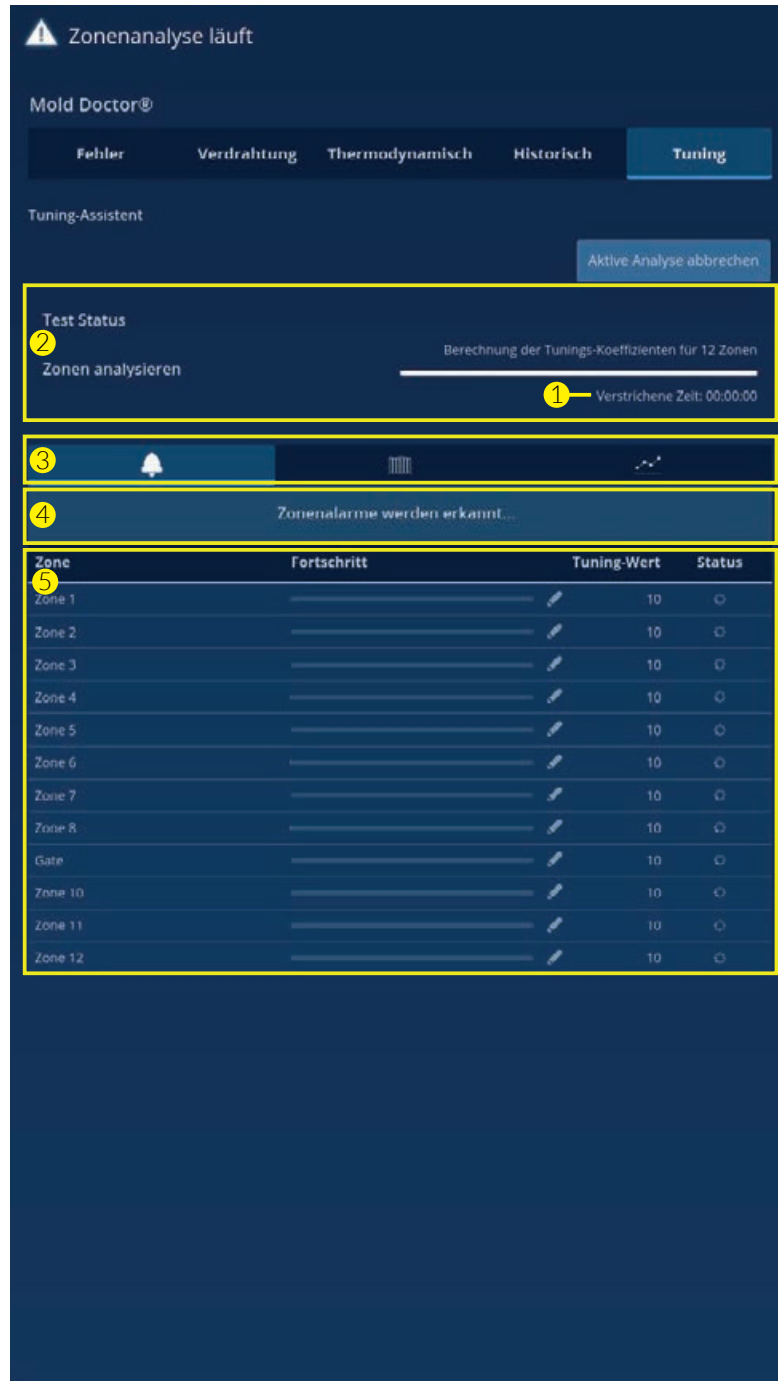 Zonenanalyse läuft
Mold Doctor®
Fehler Verdrahtung Thermodynamisch Historisch Tuning
Tuning-Assistent
Aktive Analyse abbrechen
Test Status
2
Berechnung der Tunings-Koeffizienten für 12 Zonen
Zonen analysieren
1 Verstrichene Zeit: 00:00:00
3
4 Zonenalarme werden erkannt...
Zone Fortschritt Tuning-Wert Status
5
Zone 1 10
Zone 2 10
Zone 3 10
Zone 4 10
Zone 5 10
Zone 6 10
Zone 7 10
Zone 8 10
Gate 10
Zone 10 10
Zone 11 10
Zone 12 10